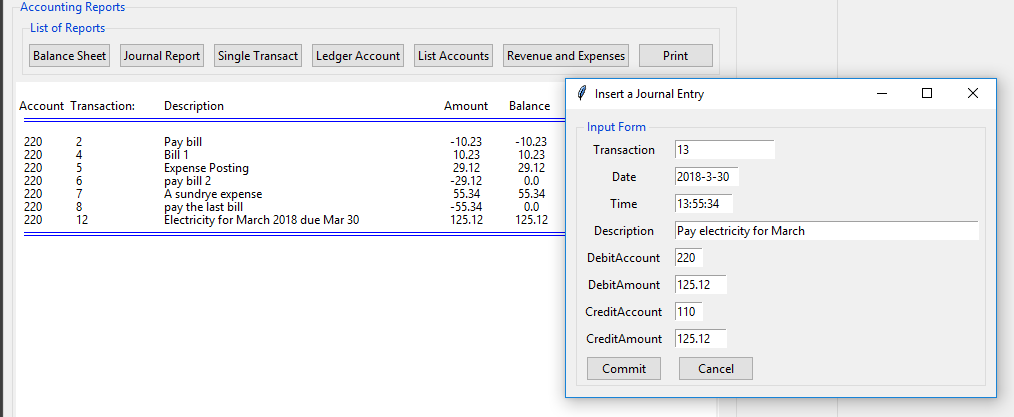 Accounting Reports
List of Reports
Balance Sheet Journal Report Single Transact Ledger Account List Accounts Revenue and Expenses Print
Account Transaction: Description Amount Balance
220 2 Pay bill -10.23 -10.23
220 4 Bill 1 10.23 10.23
220 5 Expense Posting 29.12 29.12
220 6 pay bill 2 -29.12 0.0
220 7 A sundrye expense 55.34 55.34
220 8 pay the last bill -55.34 0.0
220 12 Electricity for March 2018 due Mar 30 125.12 125.12
Insert a Journal Entry
Input Form
Transaction 13
Date 2018-3-30
Time 13:55:34
Description Pay electricity for March
DebitAccount 220
DebitAmount 125.12
CreditAccount 110
CreditAmount 125.12
Commit Cancel